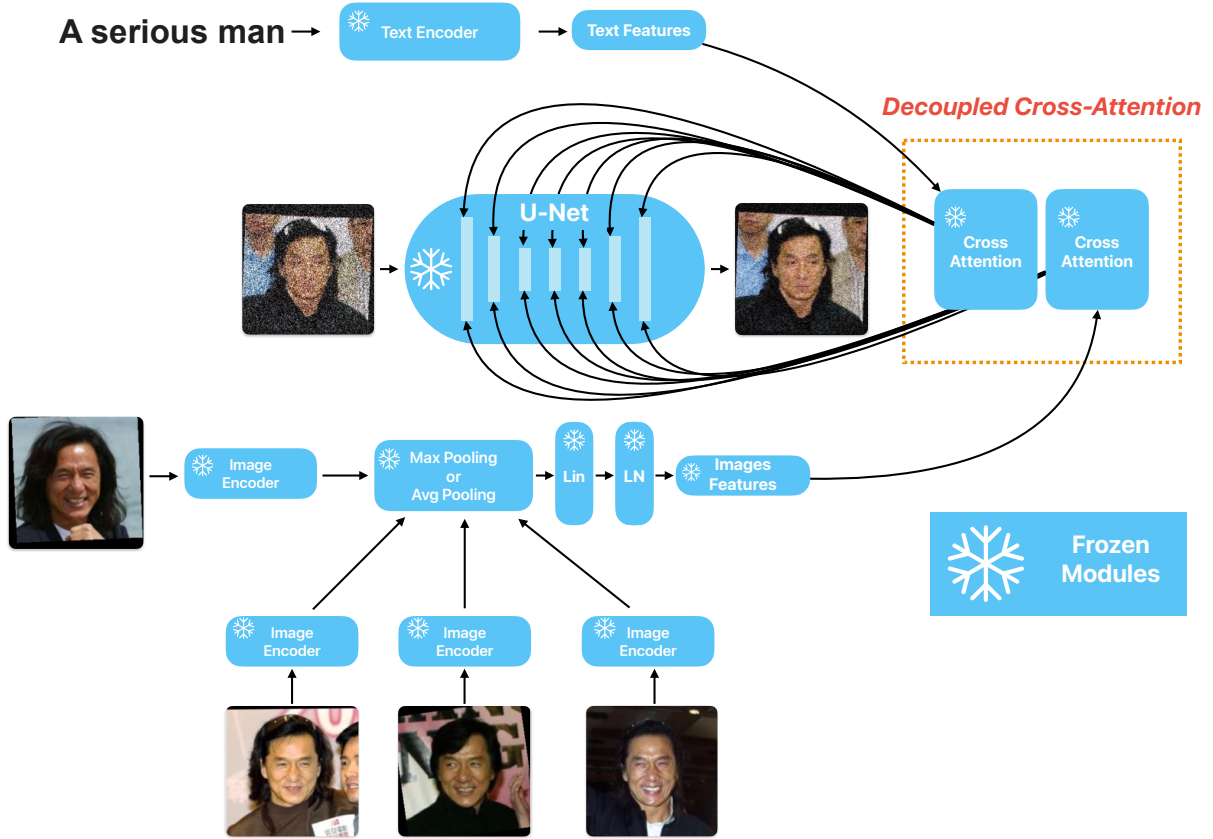 A serious man
Text Encoder
Text Features
Decoupled Cross-Attention
U-Net
Cross
Attention
Cross
Attention
Image
Encoder
Max Pooling
or
Avg Pooling
Lin
LN
Images
Features
Frozen
Modules
Image
Encoder
Image
Encoder
Image
Encoder